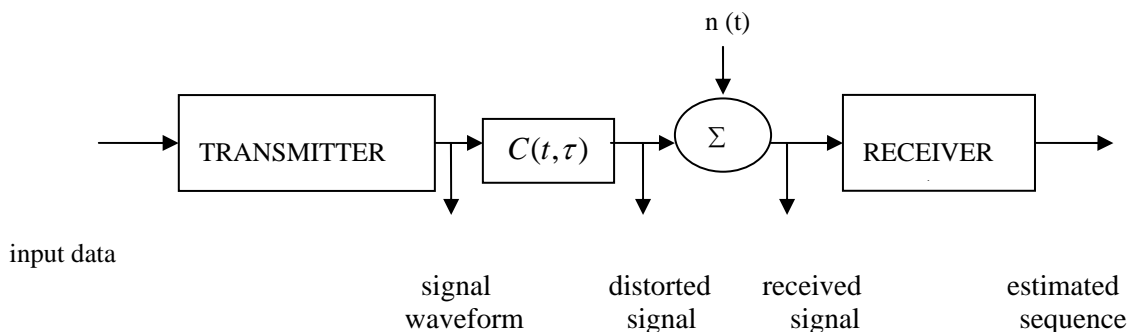 n (t)
TRANSMITTER
C(t,τ)
Σ
RECEIVER
input data
signal
waveform
distorted
signal
received
signal
estimated
sequence